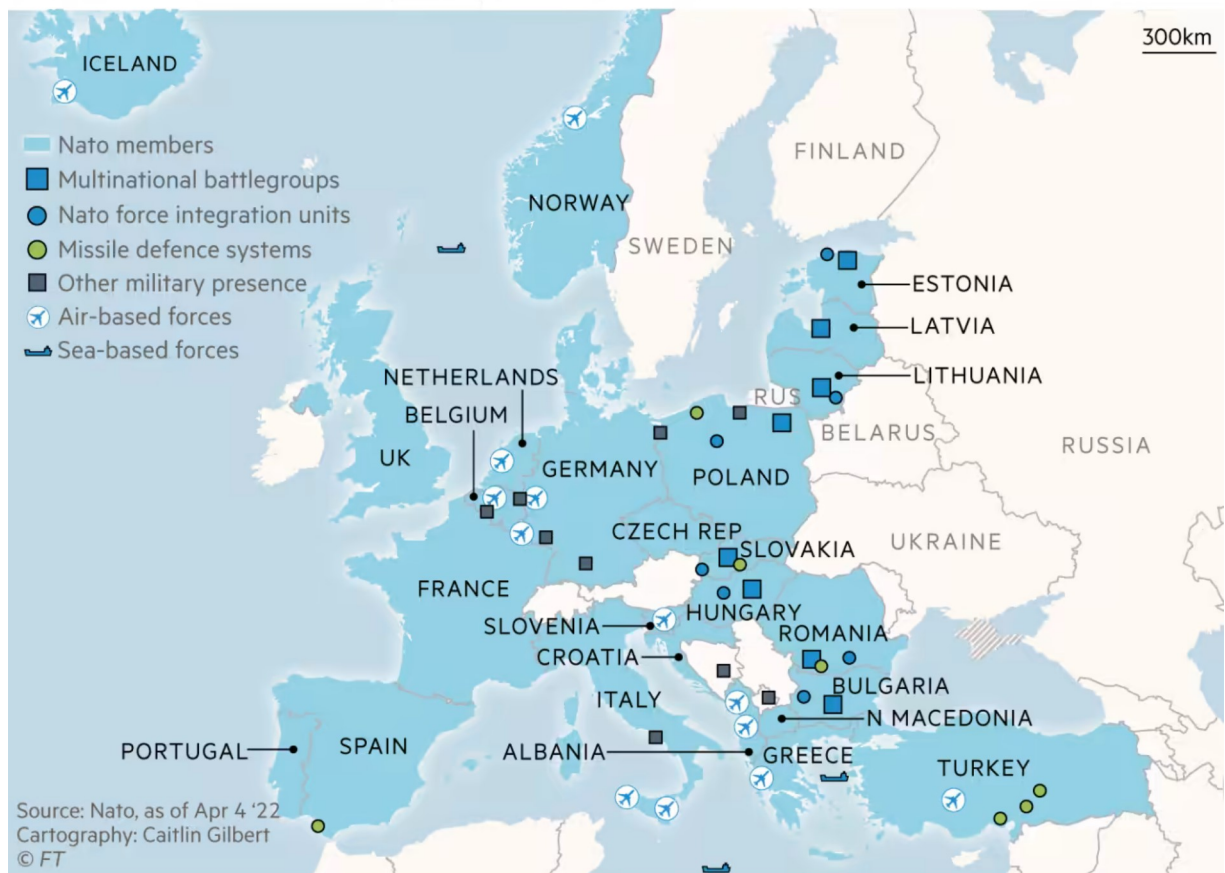 300km
ICELAND
Nato members
Multinational battlegroups
Nato force integration units
Missile defence systems
Other military presence
Air-based forces
Sea-based forces
FINLAND
NORWAY
SWEDEN
ESTONIA
LATVIA
LITHUANIA
NETHERLANDS
RUS
BELGIUM
BELARUS
RUSSIA
UK
GERMANY
POLAND
CZECH REP
UKRAINE
SLOVAKIA
FRANCE
HUNGARY
SLOVENIA
ROMANIA
CROATIA
BULGARIA
ITALY
N MACEDONIA
PORTUGAL
SPAIN
ALBANIA
GREECE
TURKEY
Source: Nato, as of Apr 4 ‘22
Cartography: Caitlin Gilbert
© FT